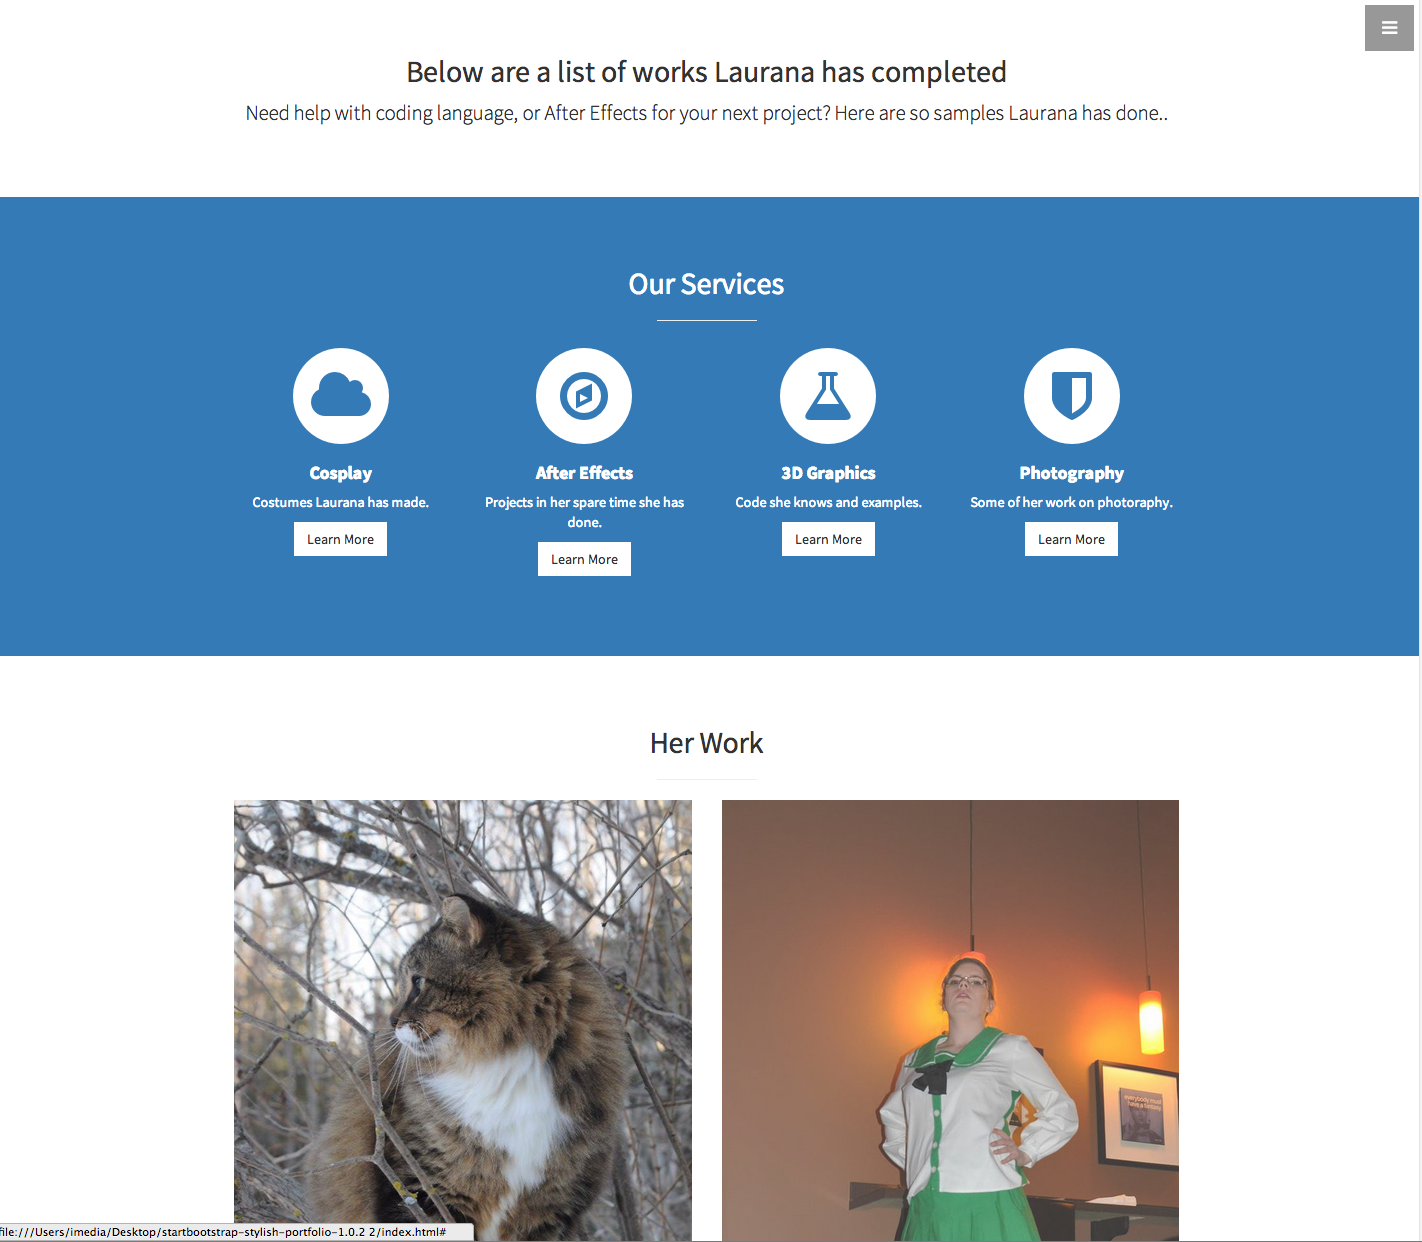 Below are a list of works Laurana has completed
Need help with coding language, or After Effects for your next project? Here are so samples Laurana has done..
Our Services
Cosplay
Costumes Laurana has made.
Learn More
After Effects
Projects in her spare time she has
done.
Learn More
3D Graphics
Code she knows and examples.
Learn More
Photography
Some of her work on photoraphy.
Learn More
Her Work
everybody must
have a fantasy
file:///Users/imedia/Desktop/startbootstrap-stylish-portfolio-1.0.2 2/index.html#